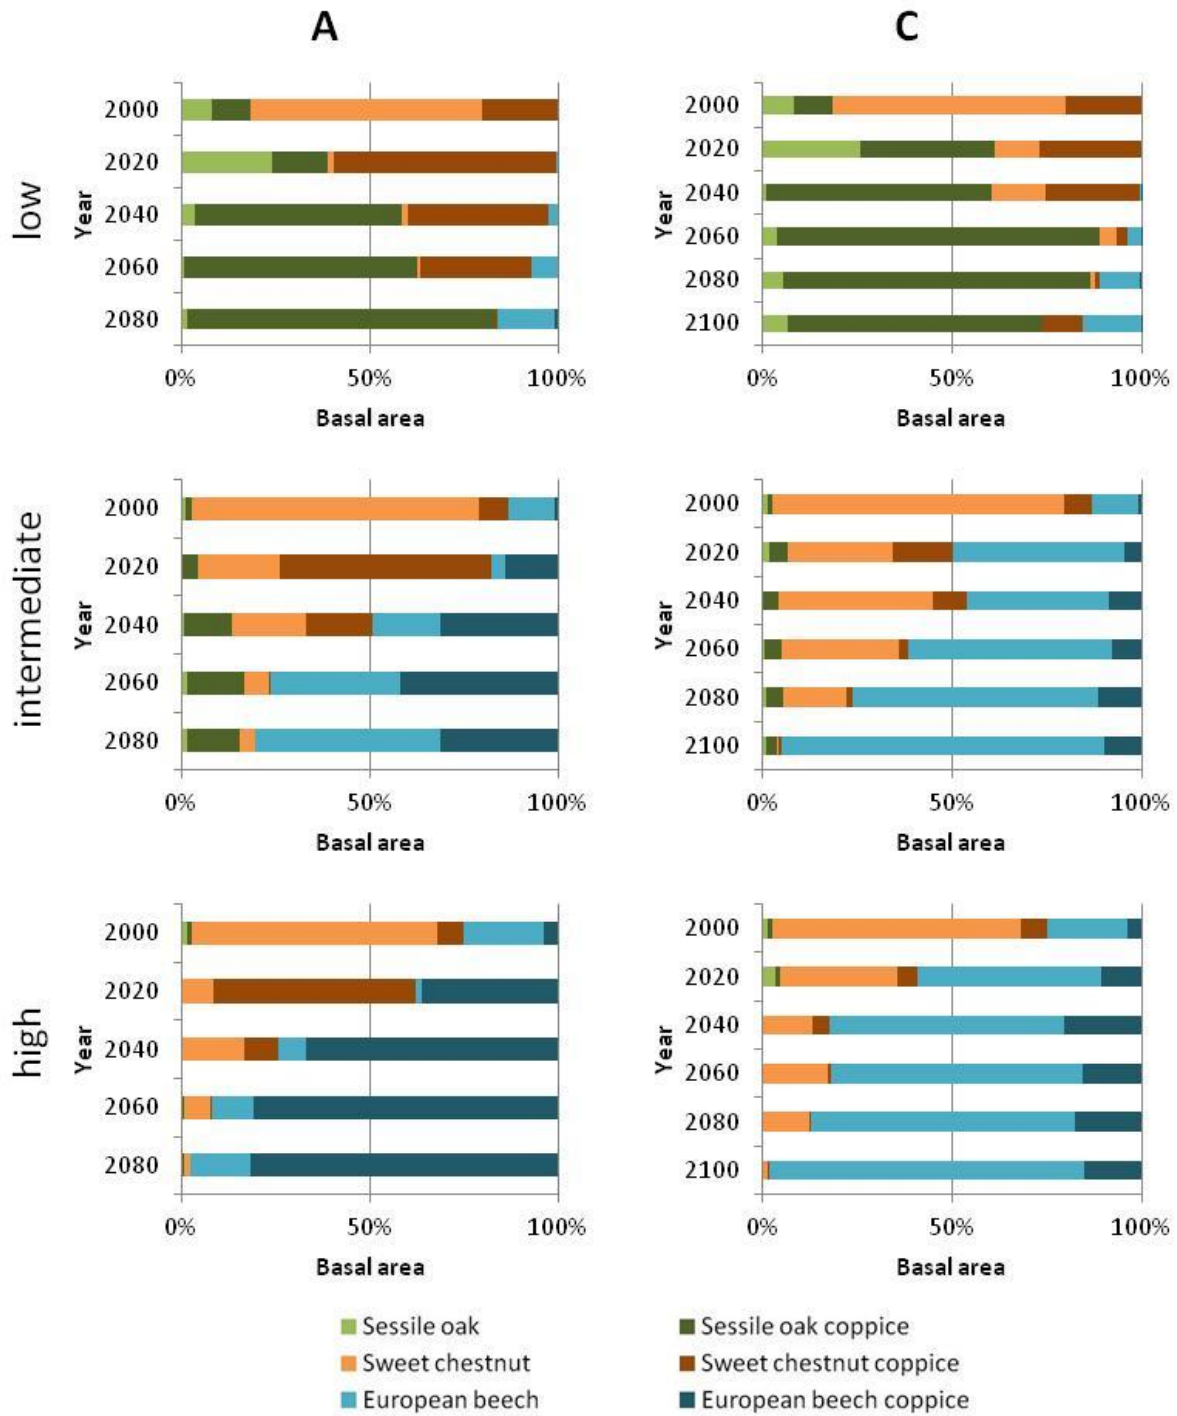 A
C
low
Year
2000
2020
2040
2060
2080
0%
50%
100%
Basal area
Year
2000
2020
2040
2060
2080
2100
0%
50%
100%
Basal area
intermediate
Year
2000
2020
2040
2060
2080
0%
50%
100%
Basal area
Year
2000
2020
2040
2060
2080
2100
0%
50%
100%
Basal area
high
Year
2000
2020
2040
2060
2080
0%
50%
100%
Basal area
Year
2000
2020
2040
2060
2080
2100
0%
50%
100%
Basal area
Sessile oak
Sessile oak coppice
Sweet chestnut
Sweet chestnut coppice
European beech
European beech coppice